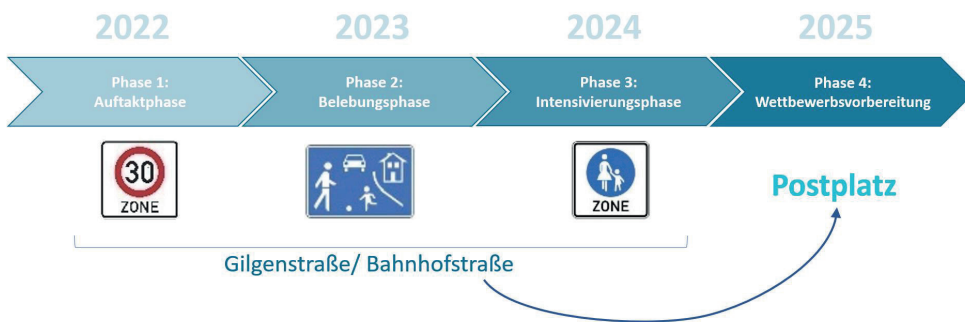 2022
2023
2024
2025
Phase 1:
Auftaktphase
Phase 2:
Belebungsphase
Phase 3:
Intensivierungsphase
Phase 4:
Wettbewerbsvorbereitung
30
ZONE
ZONE
Postplatz
Gilgenstraße/ Bahnhofstraße